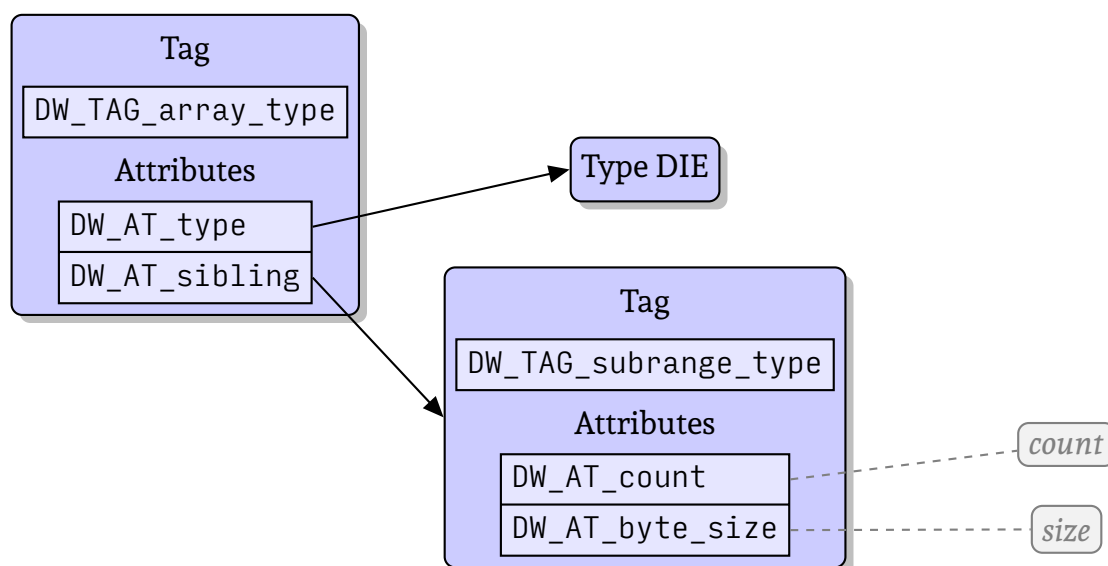 Tag
DW_TAG_array_type
Attributes
DW_AT_type
DW_AT_sibling
Type DIE
Tag
DW_TAG_subrange_type
Attributes
DW_AT_count
DW_AT_byte_size
count
size